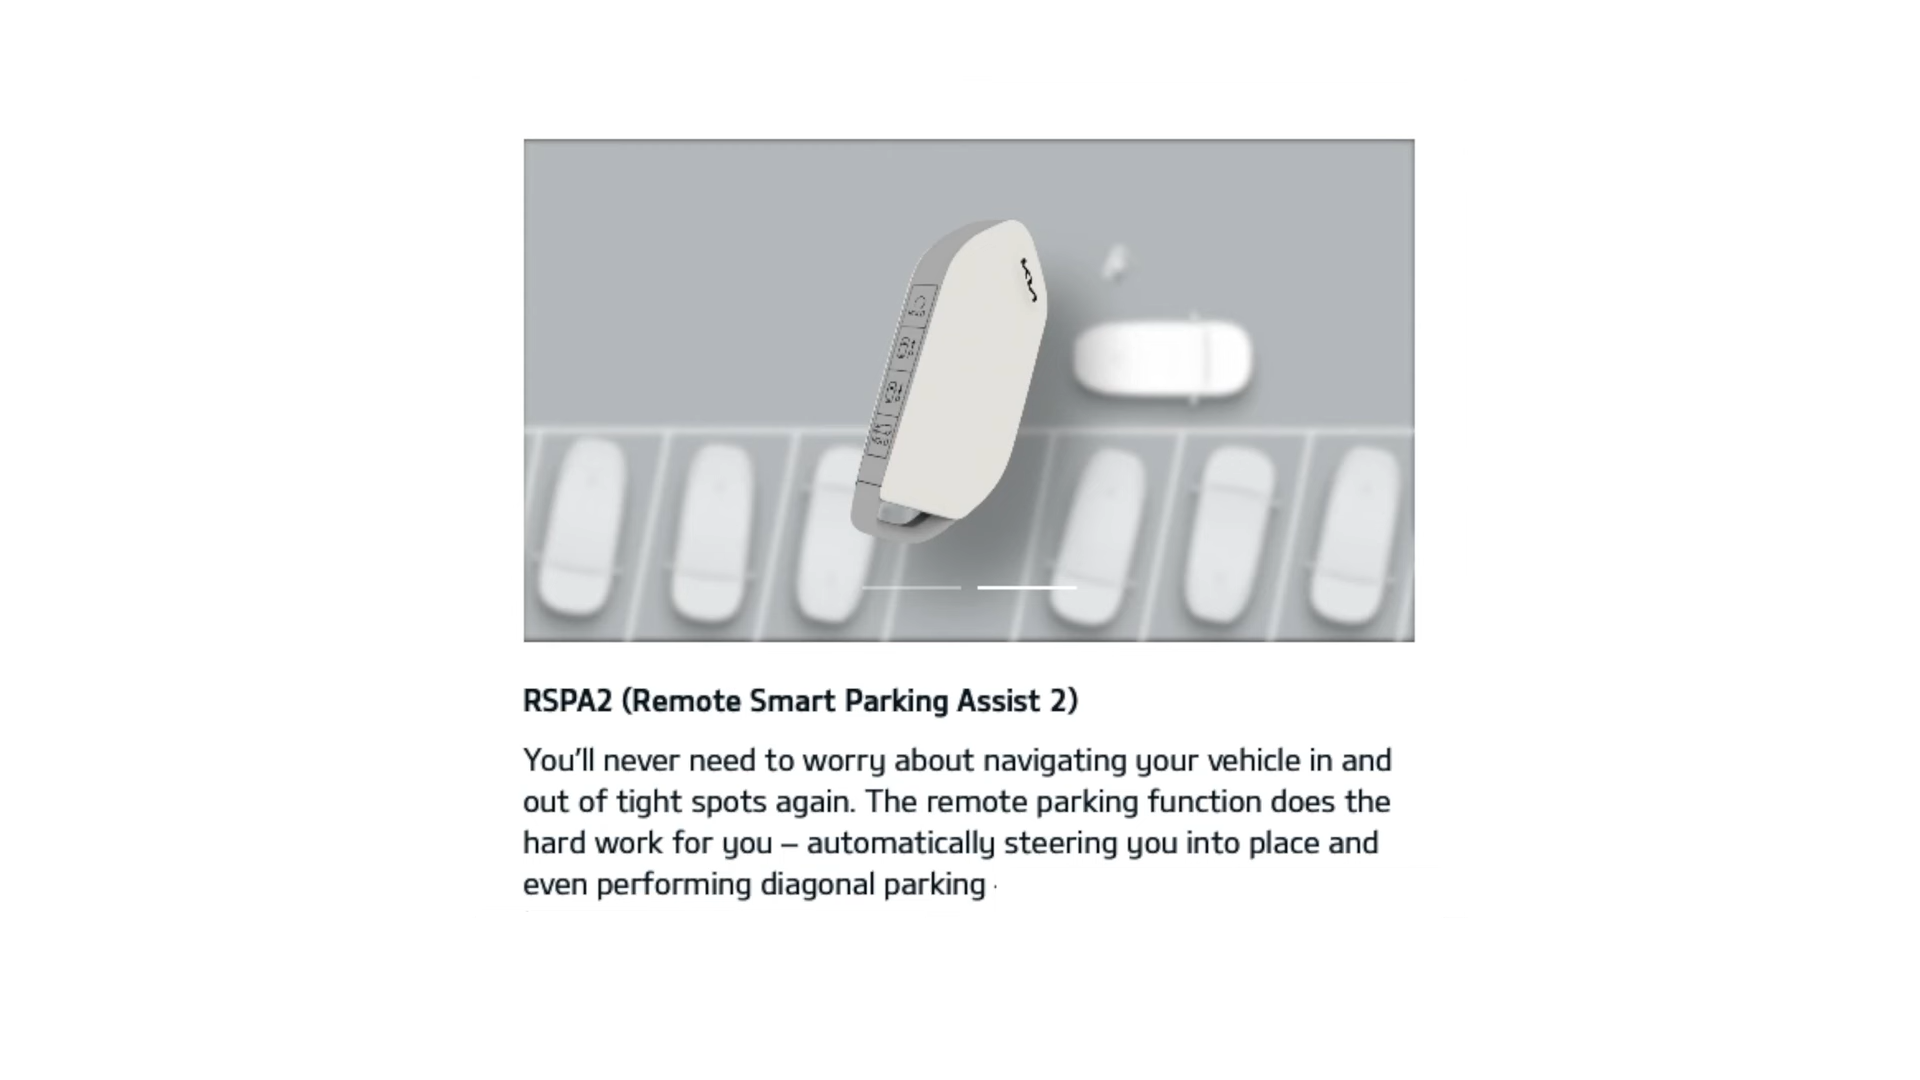 RSPA2 (Remote Smart Parking Assist 2)
You’ll never need to worry about navigating your vehicle in and
out of tight spots again. The remote parking function does the
hard work for you – automatically steering you into place and
even performing diagonal parking